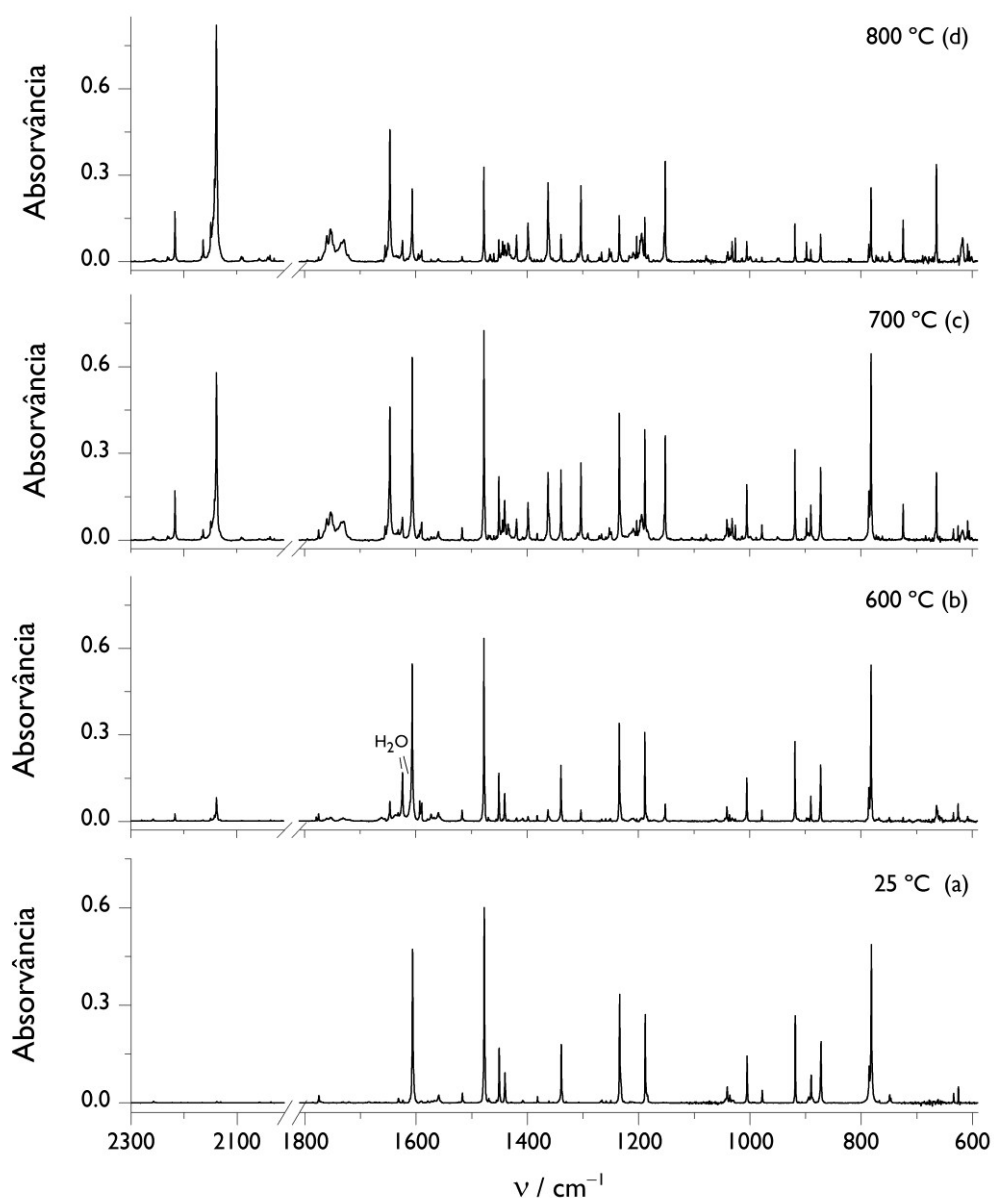 800 °C (d)
Absorvância
0.6
0.3
0.0
700 °C (c)
Absorvância
0.6
0.3
0.0
600 °C (b)
Absorvância
0.6
0.3
0.0
H₂O
25 °C (a)
Absorvância
0.6
0.3
0.0
2300 2100 1800 1600 1400 1200 1000 800 600
ν / cm⁻¹